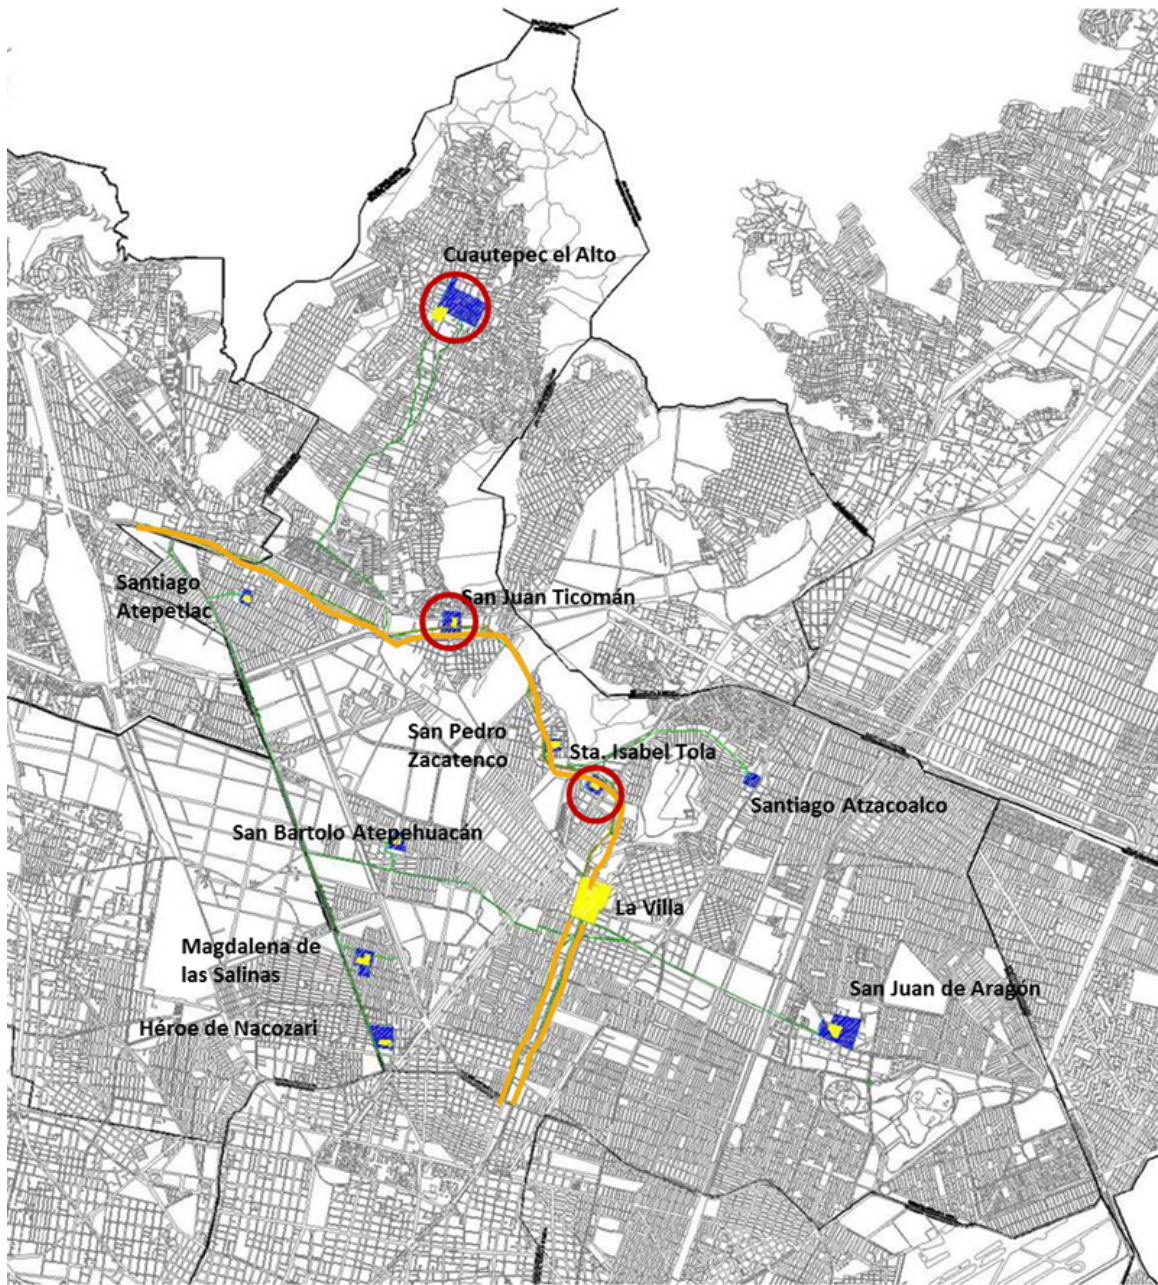 Cuautepec el Alto
Santiago
Atepetlac
San Juan Ticomán
San Pedro
Zacatenco
Sta. Isabel Tola
Santiago Atzacoalco
San Bartolo Atepehuacán
La Villa
Magdalena de
las Salinas
San Juan de Aragón
Héroe de Nacozari